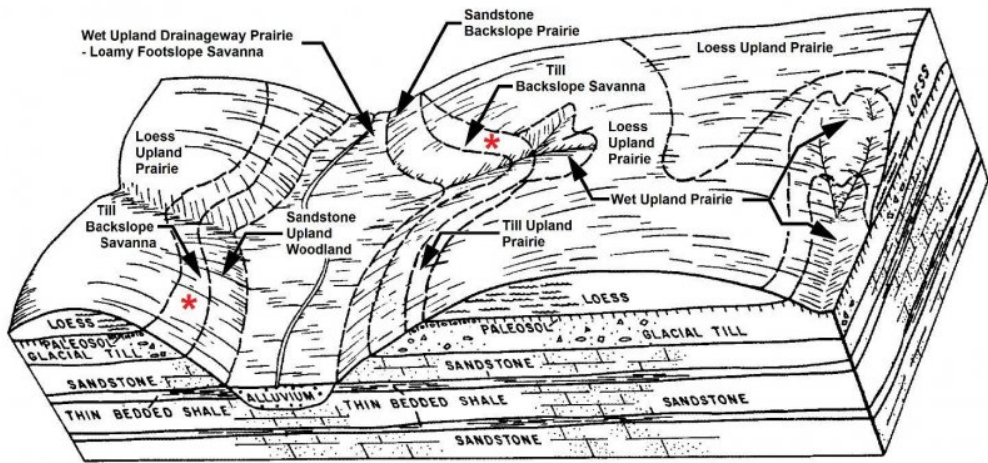 Sandstone
Backslope Prairie
Wet Upland Drainageway Prairie
- Loamy Footslope Savanna
Loess Upland Prairie
Till
Backslope Savanna
Loess
Upland
Prairie
Loess
Upland
Prairie
Wet Upland Prairie
Till
Backslope
Savanna
Sandstone
Upland
Woodland
Till Upland
Prairie
*
*
LOESS
LOESS
LOESS
PALEOSOL
GLACIAL TILL
PALEOSOL
GLACIAL TILL
SANDSTONE
SANDSTONE
ALLUVIUM
THIN BEDDED SHALE
THIN BEDDED SHALE
SANDSTONE
SANDSTONE